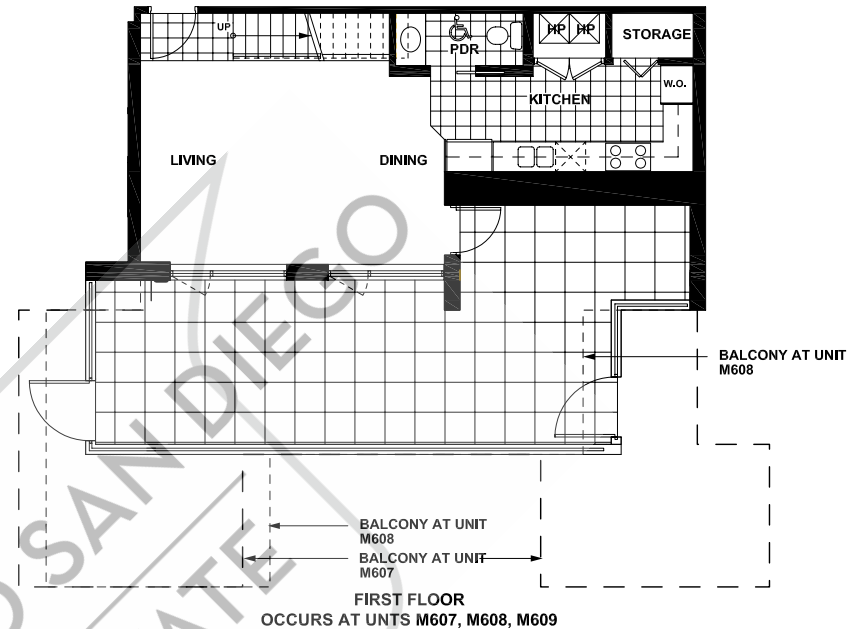 UP
PDR
HP HP
STORAGE
KITCHEN
W.O.
LIVING
DINING
BALCONY AT UNIT
M608
BALCONY AT UNIT
M608
BALCONY AT UNIT
M607
FIRST FLOOR
OCCURS AT UNTS M607, M608, M609
SAN DIEGO